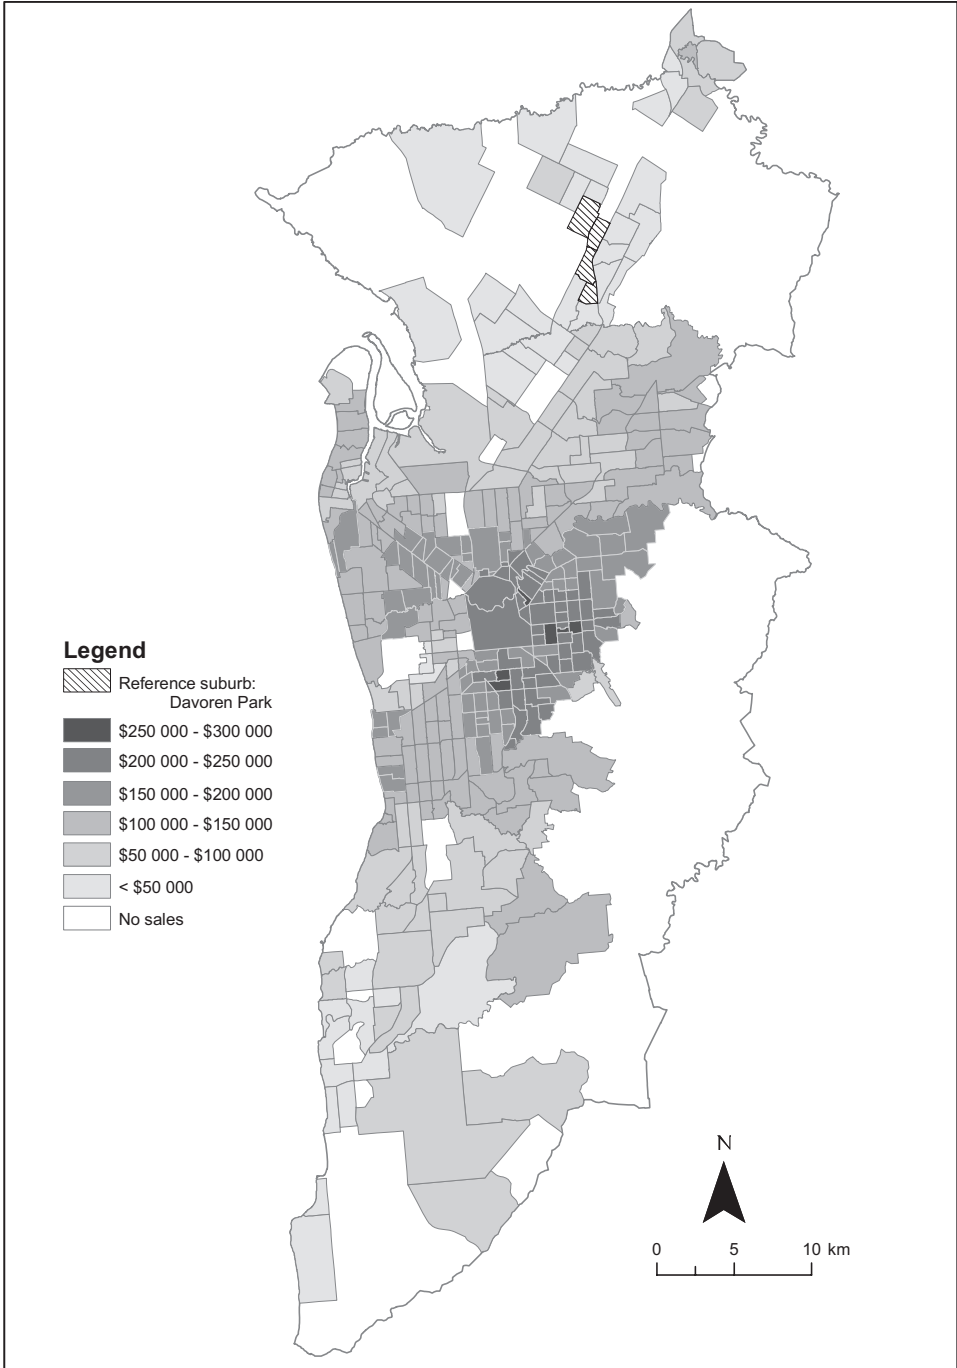 Legend
Reference suburb:
Davoren Park
$250 000 - $300 000
$200 000 - $250 000
$150 000 - $200 000
$100 000 - $150 000
$50 000 - $100 000
< $50 000
No sales
N
0 5 10 km